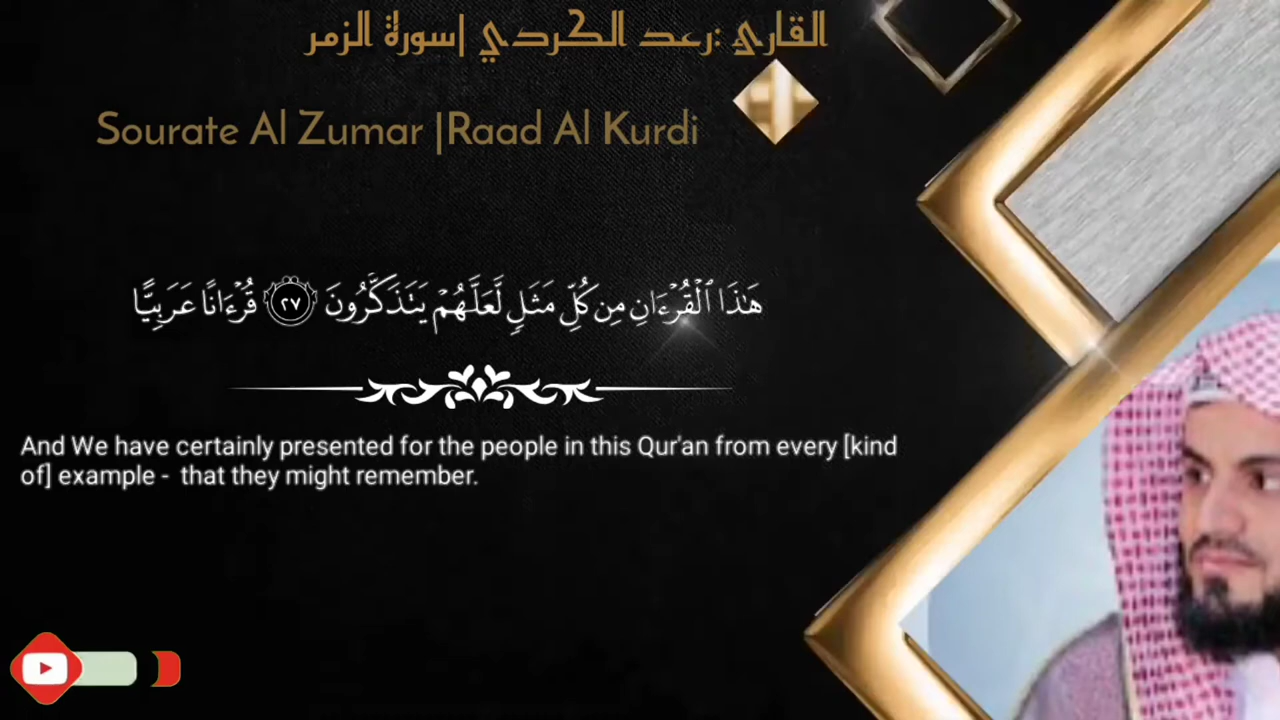 القارئ :رعد الكردي |سورة الزمر
Sourate Al Zumar |Raad Al Kurdi
هَـٰذَا ٱلْقُرْءَانِ مِن كُلِّ مَثَلٍ لَّعَلَّهُمْ يَتَذَكَّرُونَ ٢٧ قُرْءَانًا عَرَبِيًّا
And We have certainly presented for the people in this Qur'an from every [kind
of] example - that they might remember.